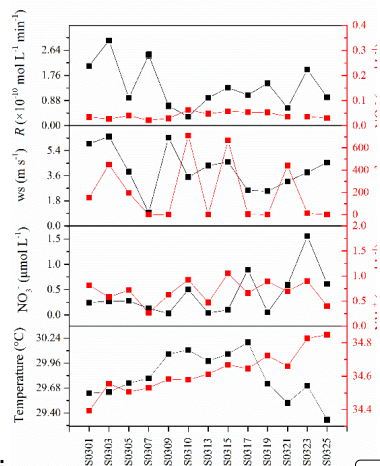 R (×10⁻¹⁰ mol L⁻¹ min⁻¹)
2.64
1.76
0.88
0.00
0.4
0.3
0.2
0.1
0.0
ws (m s⁻¹)
5.4
3.6
1.8
0.0
600
400
200
0
NO₃⁻ (μmol L⁻¹)
1.5
1.0
0.5
0.0
2.0
1.5
1.0
0.5
0.0
Temperature (°C)
30.24
29.96
29.68
29.40
34.8
34.6
34.4
S0301
S0303
S0305
S0307
S0309
S0310
S0313
S0315
S0317
S0319
S0321
S0323
S0325